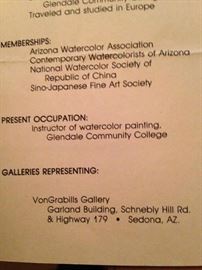 Glendale Community
Traveled and studied in Europe
MEMBERSHIPS:
Arizona Watercolor Association
Contemporary Watercolorists of Arizona
National Watercolor Society of
Republic of China
Sino-Japanese Fine Art Society
PRESENT OCCUPATION:
Instructor of watercolor painting,
Glendale Community College
GALLERIES REPRESENTING:
VonGrabills Gallery
Garland Building, Schnebly Hill Rd.
& Highway 179 • Sedona, AZ.